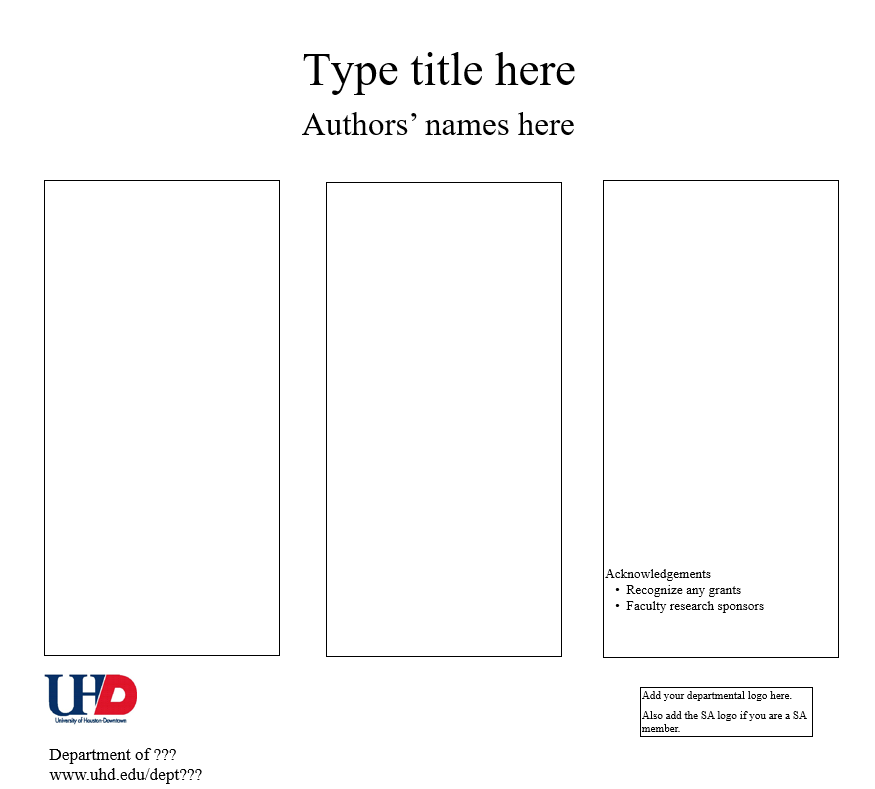 Type title here
Authors’ names here
Acknowledgements
• Recognize any grants
• Faculty research sponsors
UHD
University of Houston-Downtown
Department of ???
www.uhd.edu/dept???
Add your departmental logo here.
Also add the SA logo if you are a SA
member.